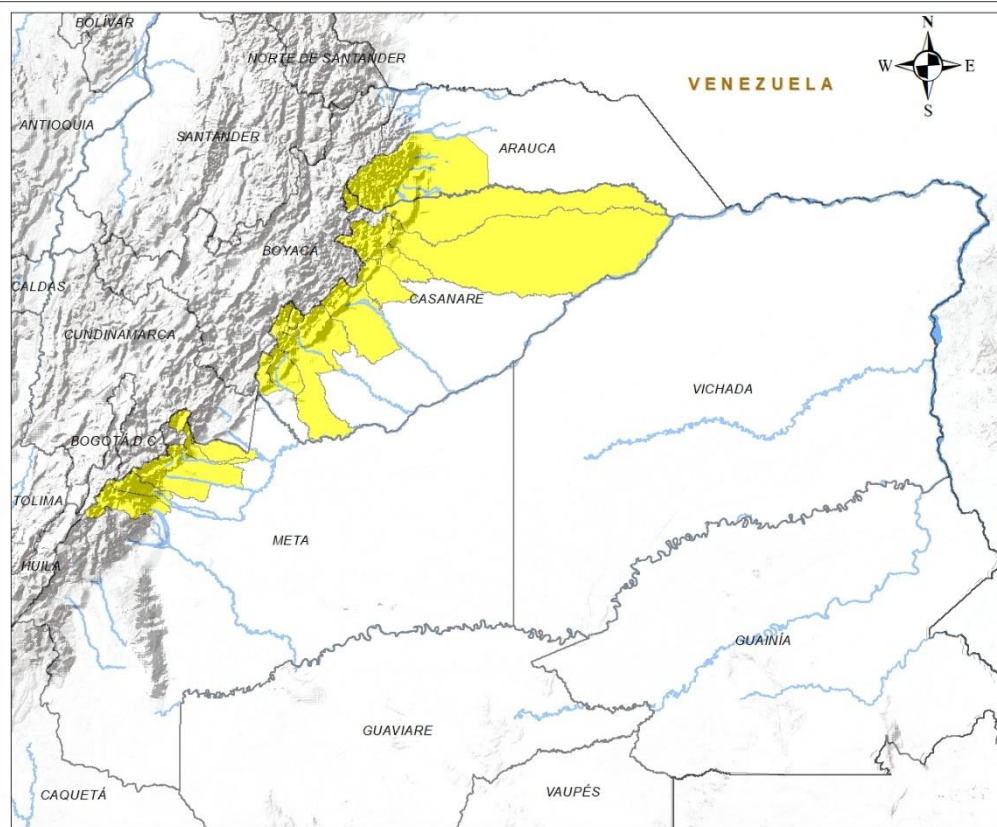 BOLÍVAR
N
NORTE DE SANTANDER
W
E
VENEZUELA
S
ANTIOQUIA
SANTANDER
ARAUCA
BOYACÁ
CALDAS
CASANARE
CUNDINAMARCA
VICHADA
BOGOTÁ D.C
TOLIMA
META
HUILA
GUAINÍA
GUAVIARE
CAQUETÁ
VAUPÉS